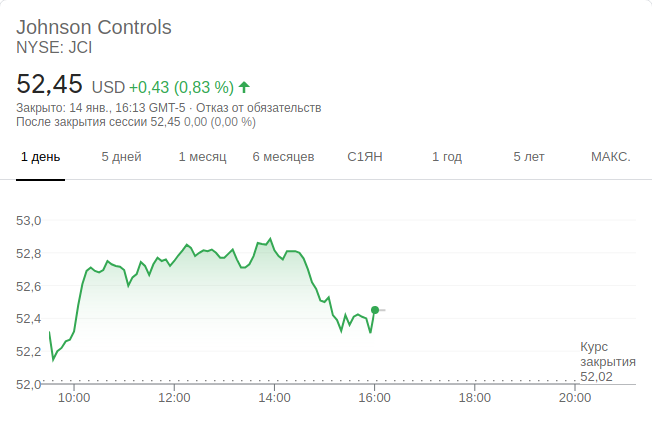 Johnson Controls
NYSE: JCI
52,45 USD +0,43 (0,83 %)
Закрыто: 14 янв., 16:13 GMT-5 · Отказ от обязательств
После закрытия сессии 52,45 0,00 (0,00 %)
1 день 5 дней 1 месяц 6 месяцев С1ЯН 1 год 5 лет МАКС.
53,0
52,8
52,6
52,4
52,2
Курс
закрытия
52,02
52,0
10:00 12:00 14:00 16:00 18:00 20:00